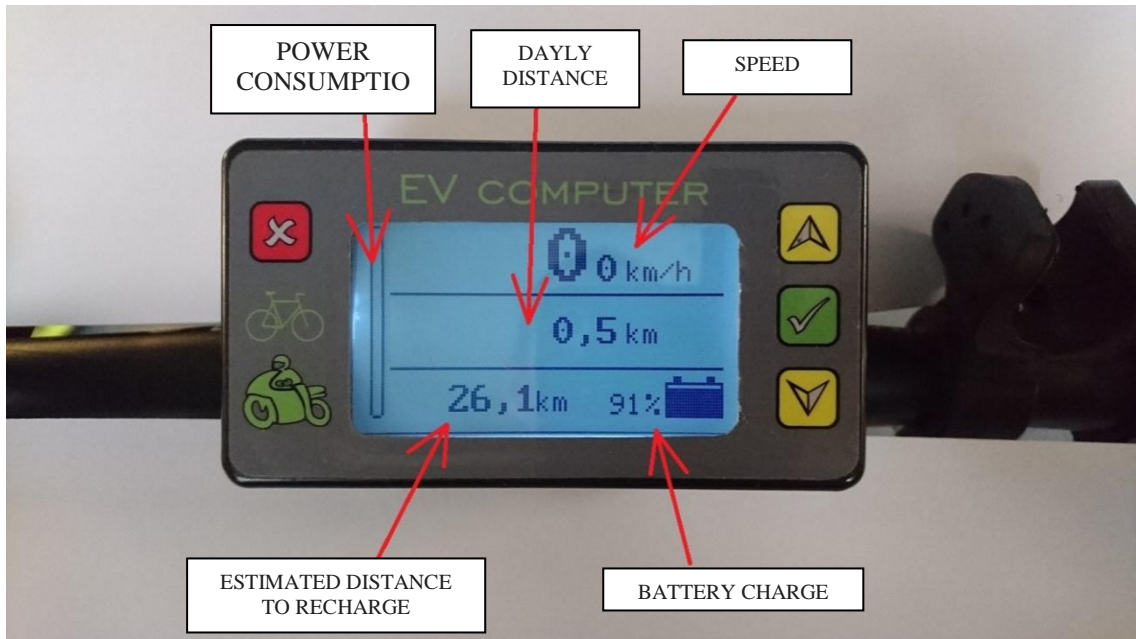 POWER
CONSUMPTIO
DAYLY
DISTANCE
SPEED
EV COMPUTER
0 0 km/h
0,5 km
26,1km 91%
ESTIMATED DISTANCE
TO RECHARGE
BATTERY CHARGE